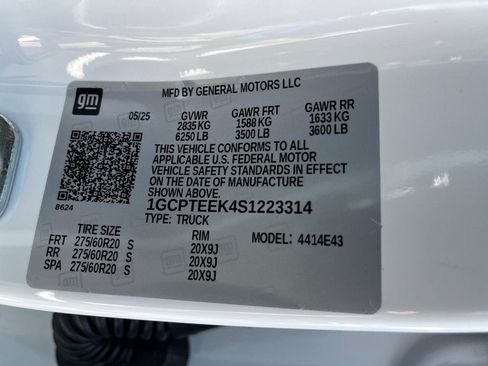 gm
MFD BY GENERAL MOTORS LLC
05/25
GVWR GAWR FRT GAWR RR
2835 KG 1588 KG 1633 KG
6250 LB 3500 LB 3600 LB
THIS VEHICLE CONFORMS TO ALL
APPLICABLE U.S. FEDERAL MOTOR
VEHICLE SAFETY STANDARDS IN EFFECT
ON THE DATE OF MANUFACTURE
SHOWN ABOVE.
8624
1GCPTEEK4S1223314
TYPE: TRUCK
TIRE SIZE RIM MODEL: 4414E43
FRT 275/60R20 S 20X9J
RR 275/60R20 S 20X9J
SPA 275/60R20 S 20X9J